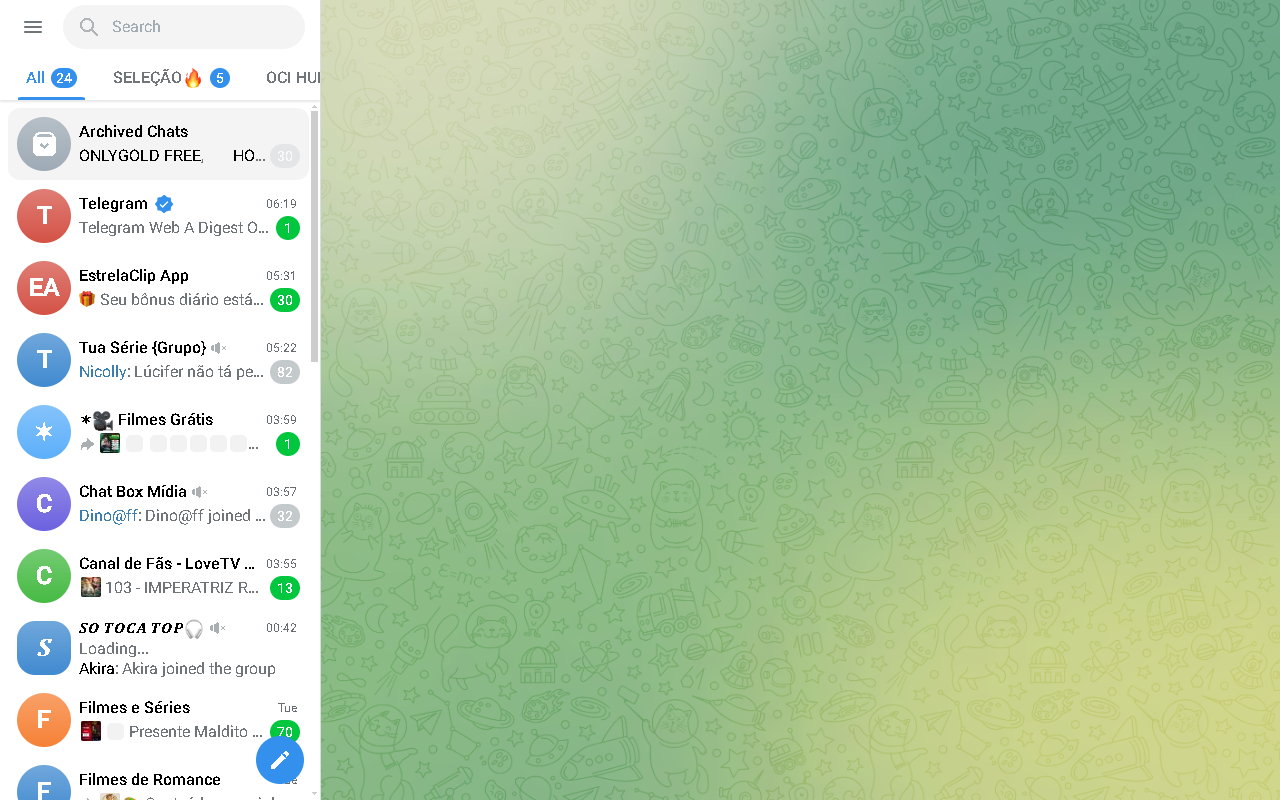 Search
All 24
SELEÇÃO🔥 5
OCI HUI
Archived Chats
ONLYGOLD FREE, HO... 30
T
Telegram 06:19
Telegram Web A Digest O... 1
EA
EstrelaClip App 05:31
🎁 Seu bônus diário está... 30
T
Tua Série {Grupo} 05:22
Nicolly: Lúcifer não tá pe... 82
✶
*🎥 Filmes Grátis 03:59
... 1
C
Chat Box Mídia 03:57
Dino@ff: Dino@ff joined ... 32
C
Canal de Fãs - LoveTV ... 03:55
103 - IMPERATRIZ R... 13
S
𝑺𝑶 𝑻𝑶𝑪𝑨 𝑻𝑶𝑷🎧 00:42
Loading...
Akira: Akira joined the group
F
Filmes e Séries Tue
Presente Maldito ... 70
F
Filmes de Romance